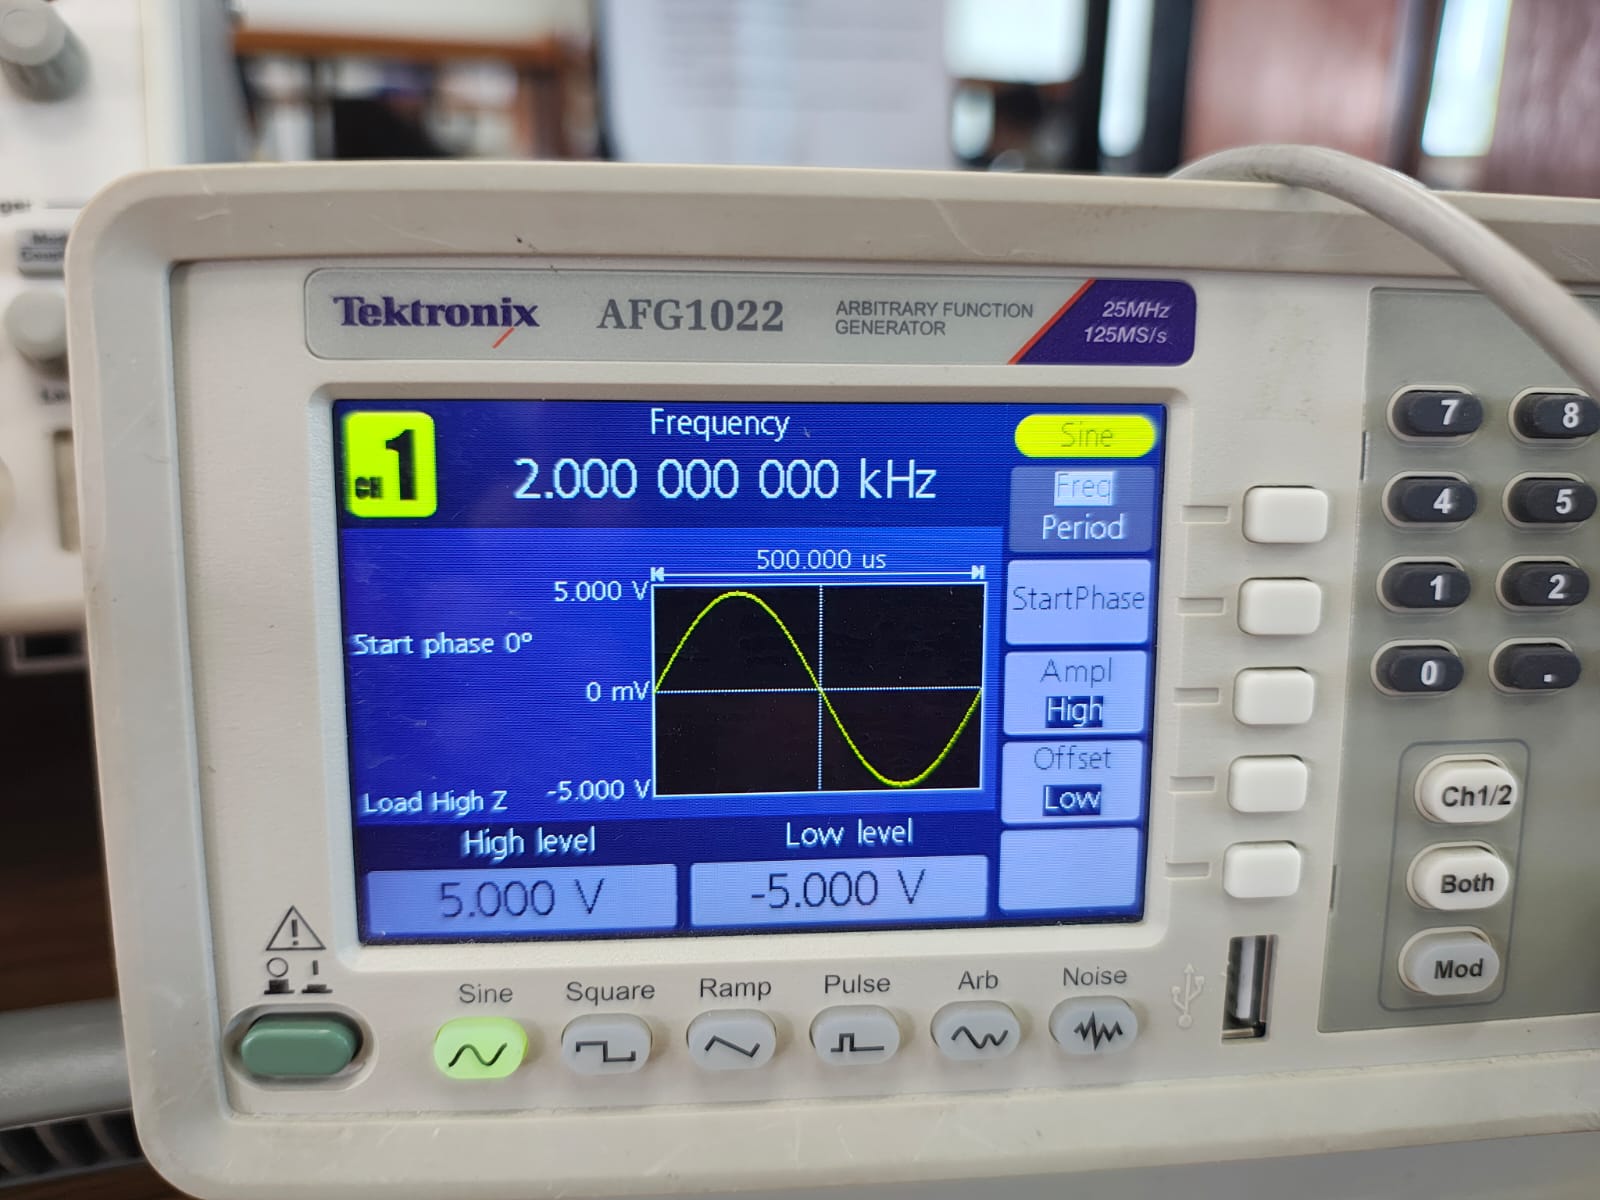 Tektronix AFG1022 ARBITRARY FUNCTION GENERATOR 25MHz 125MS/s
CH 1
Frequency
2.000 000 000 kHz
Sine
Freq
Period
StartPhase
Ampl
High
Offset
Low
500.000 us
5.000 V
Start phase 0°
0 mV
-5.000 V
Load High Z
High level
Low level
5.000 V
-5.000 V
7 8
4 5
1 2
0 .
Ch1/2
Both
Mod
Sine Square Ramp Pulse Arb Noise